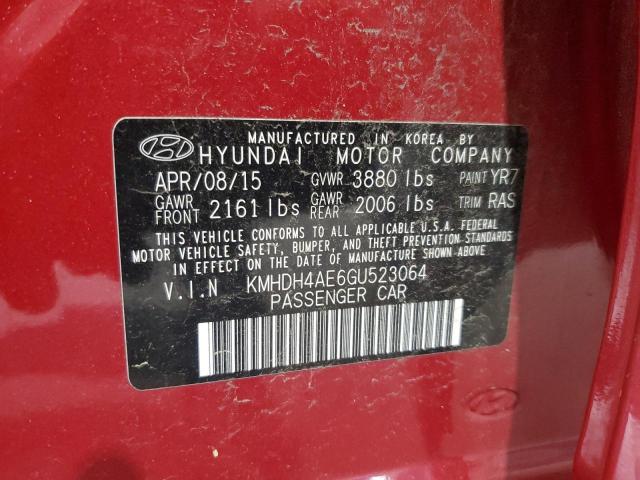 MANUFACTURED IN KOREA BY
HYUNDAI MOTOR COMPANY
APR/08/15 GVWR 3880 lbs PAINT YR7
GAWR FRONT 2161 lbs GAWR REAR 2006 lbs TRIM RAS
THIS VEHICLE CONFORMS TO ALL APPLICABLE U.S.A. FEDERAL
MOTOR VEHICLE SAFETY, BUMPER, AND THEFT PREVENTION STANDARDS
IN EFFECT ON THE DATE OF MANUFACTURE SHOWN ABOVE.
V.I.N KMHDH4AE6GU523064
PASSENGER CAR